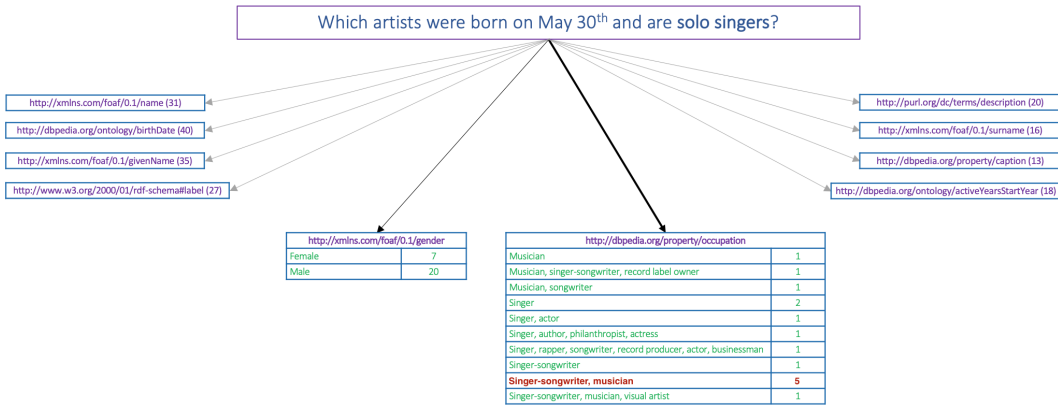 Which artists were born on May 30th and are solo singers?
http://xmlns.com/foaf/0.1/name (31)
http://dbpedia.org/ontology/birthDate (40)
http://xmlns.com/foaf/0.1/givenName (35)
http://www.w3.org/2000/01/rdf-schema#label (27)
http://purl.org/dc/terms/description (20)
http://xmlns.com/foaf/0.1/surname (16)
http://dbpedia.org/property/caption (13)
http://dbpedia.org/ontology/activeYearsStartYear (18)
http://xmlns.com/foaf/0.1/gender
Female 7
Male 20
http://dbpedia.org/property/occupation
Musician 1
Musician, singer-songwriter, record label owner 1
Musician, songwriter 1
Singer 2
Singer, actor 1
Singer, author, philanthropist, actress 1
Singer, rapper, songwriter, record producer, actor, businessman 1
Singer-songwriter 1
Singer-songwriter, musician 5
Singer-songwriter, musician, visual artist 1